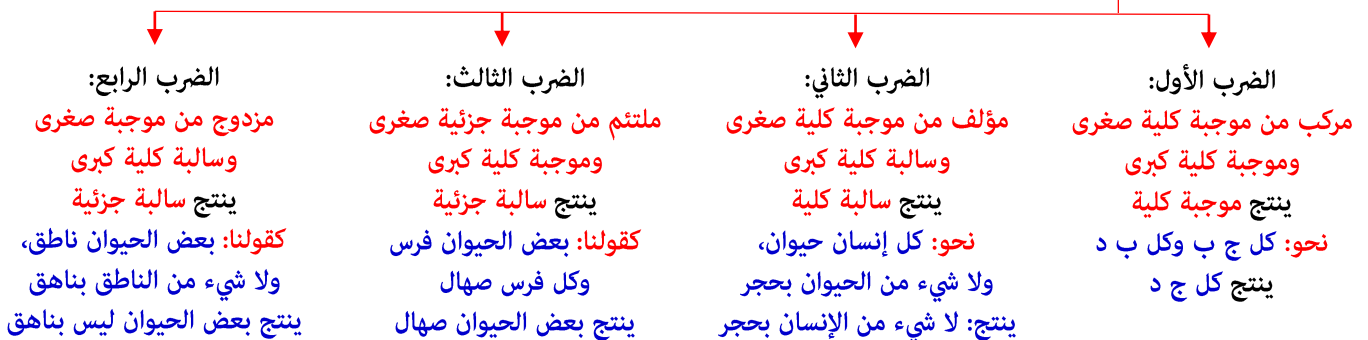 الضرب الأول:
مركب من موجبة كلية صغرى
وموجبة كلية كبرى
ينتج موجبة كلية
نحو: كل ج ب وكل ب د
ينتج كل ج د
الضرب الثاني:
مؤلف من موجبة كلية صغرى
وسالبة كلية كبرى
ينتج سالبة كلية
نحو: كل إنسان حيوان،
ولا شيء من الحيوان بحجر
ينتج: لا شيء من الإنسان بحجر
الضرب الثالث:
ملتئم من موجبة جزئية صغرى
وموجبة كلية كبرى
ينتج سالبة جزئية
كقولنا: بعض الحيوان فرس
وكل فرس صهال
ينتج بعض الحيوان صهال
الضرب الرابع:
مزدوج من موجبة صغرى
وسالبة كلية كبرى
ينتج سالبة جزئية
كقولنا: بعض الحيوان ناطق،
ولا شيء من الناطق بناهق
ينتج بعض الحيوان ليس بناهق